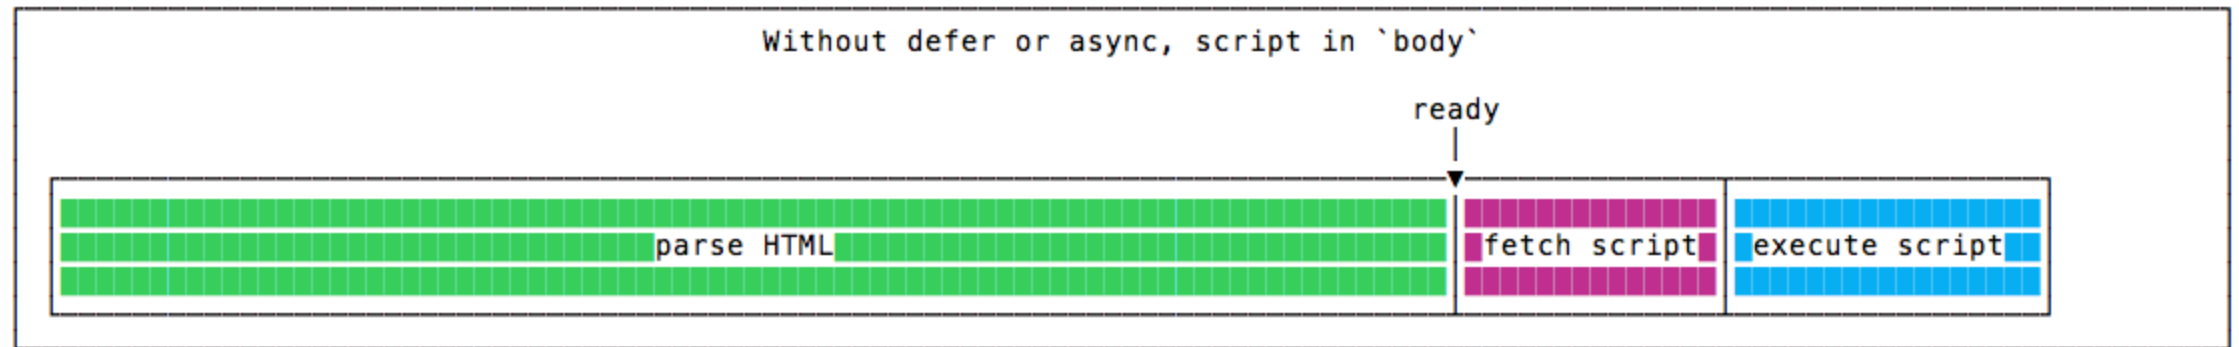 Without defer or async, script in `body`
ready
parse HTML fetch script execute script